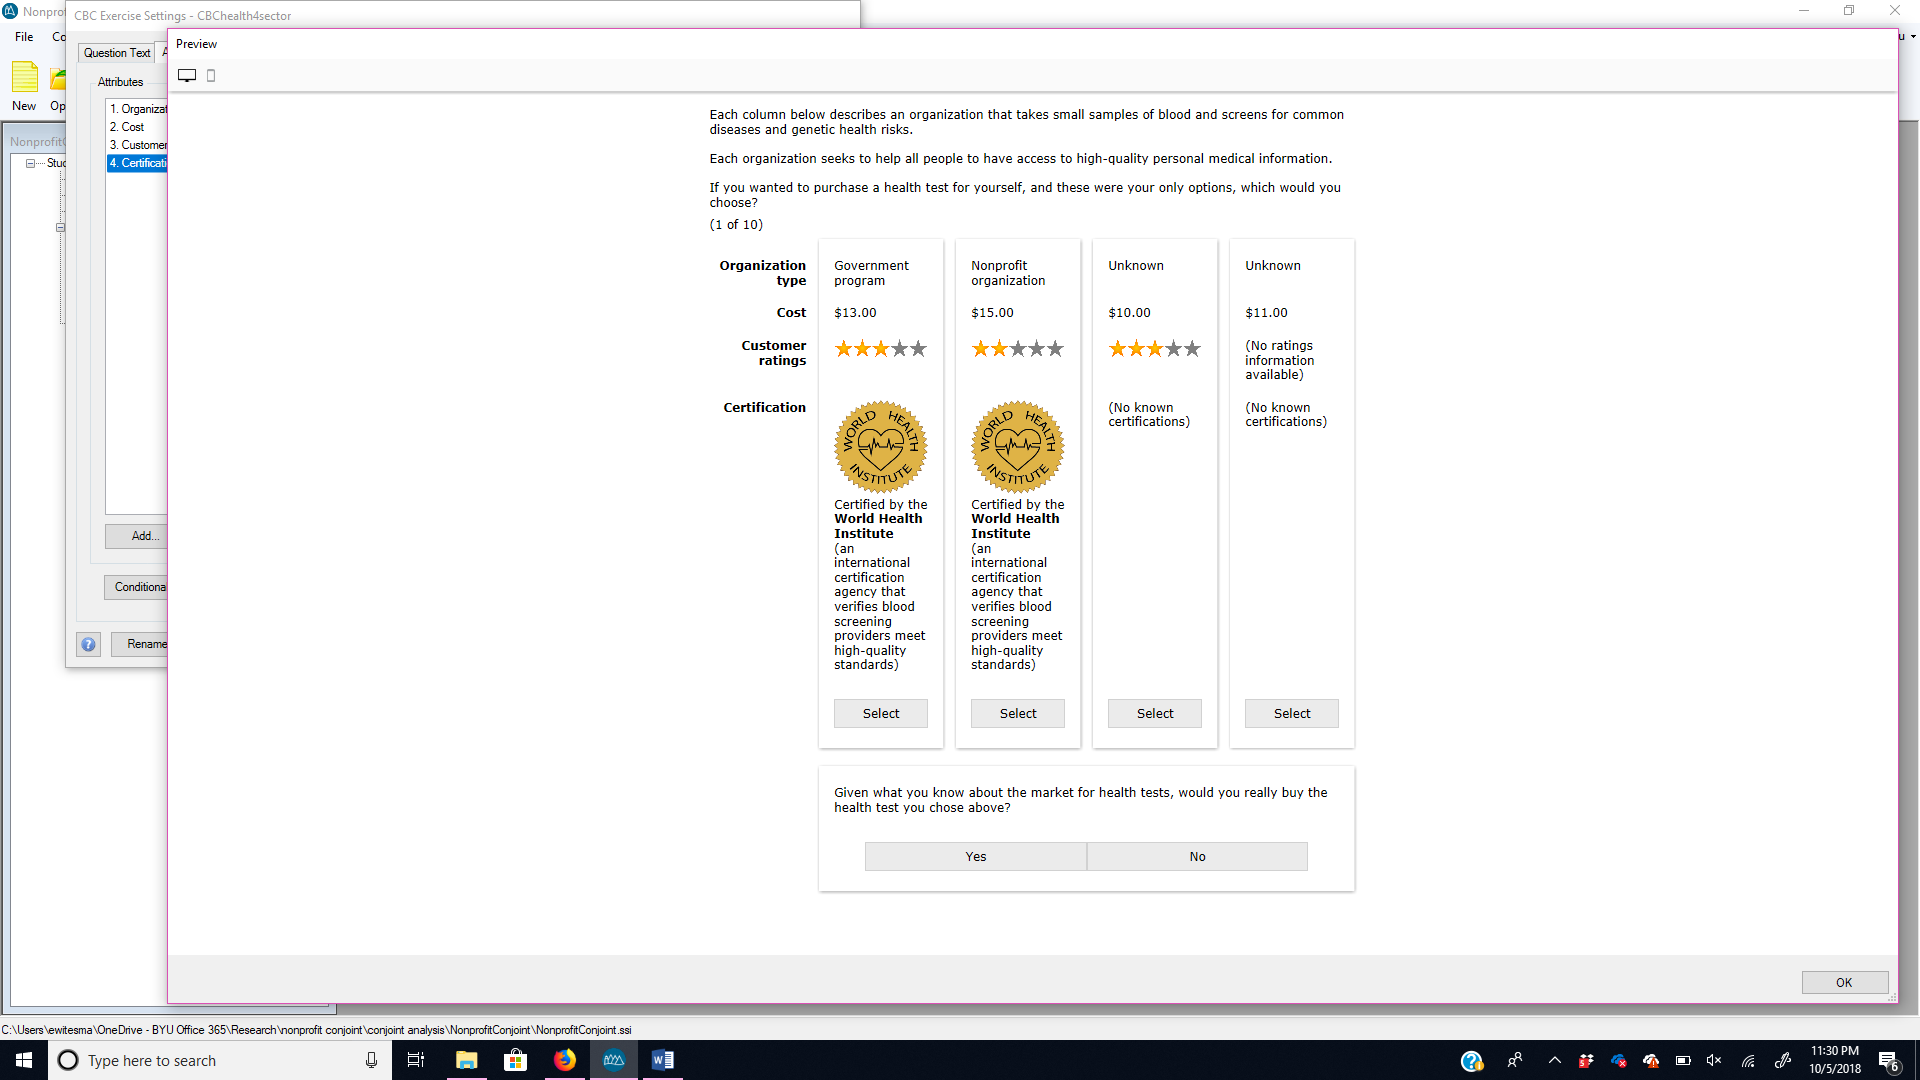 Nonprof
CBC Exercise Settings - CBChealth4sector
File
Co
Question Text
A
Preview
u
New
Op
Attributes
1. Organizat
2. Cost
3. Customer
4. Certificati
NonprofitC
Stud
Add...
Conditional
Rename
Each column below describes an organization that takes small samples of blood and screens for common
diseases and genetic health risks.
Each organization seeks to help all people to have access to high-quality personal medical information.
If you wanted to purchase a health test for yourself, and these were your only options, which would you
choose?
(1 of 10)
Organization type
Government program
Nonprofit organization
Unknown
Unknown
Cost
$13.00
$15.00
$10.00
$11.00
Customer ratings
(No ratings
information
available)
Certification
WORLD HEALTH INSTITUTE
Certified by the
World Health
Institute
(an
international
certification
agency that
verifies blood
screening
providers meet
high-quality
standards)
WORLD HEALTH INSTITUTE
Certified by the
World Health
Institute
(an
international
certification
agency that
verifies blood
screening
providers meet
high-quality
standards)
(No known
certifications)
(No known
certifications)
Select
Select
Select
Select
Given what you know about the market for health tests, would you really buy the
health test you chose above?
Yes
No
OK
C:\Users\ewitesma\OneDrive - BYU Office 365\Research\nonprofit conjoint\conjoint analysis\NonprofitConjoint\NonprofitConjoint.ssi
Type here to search
11:30 PM
10/5/2018
6